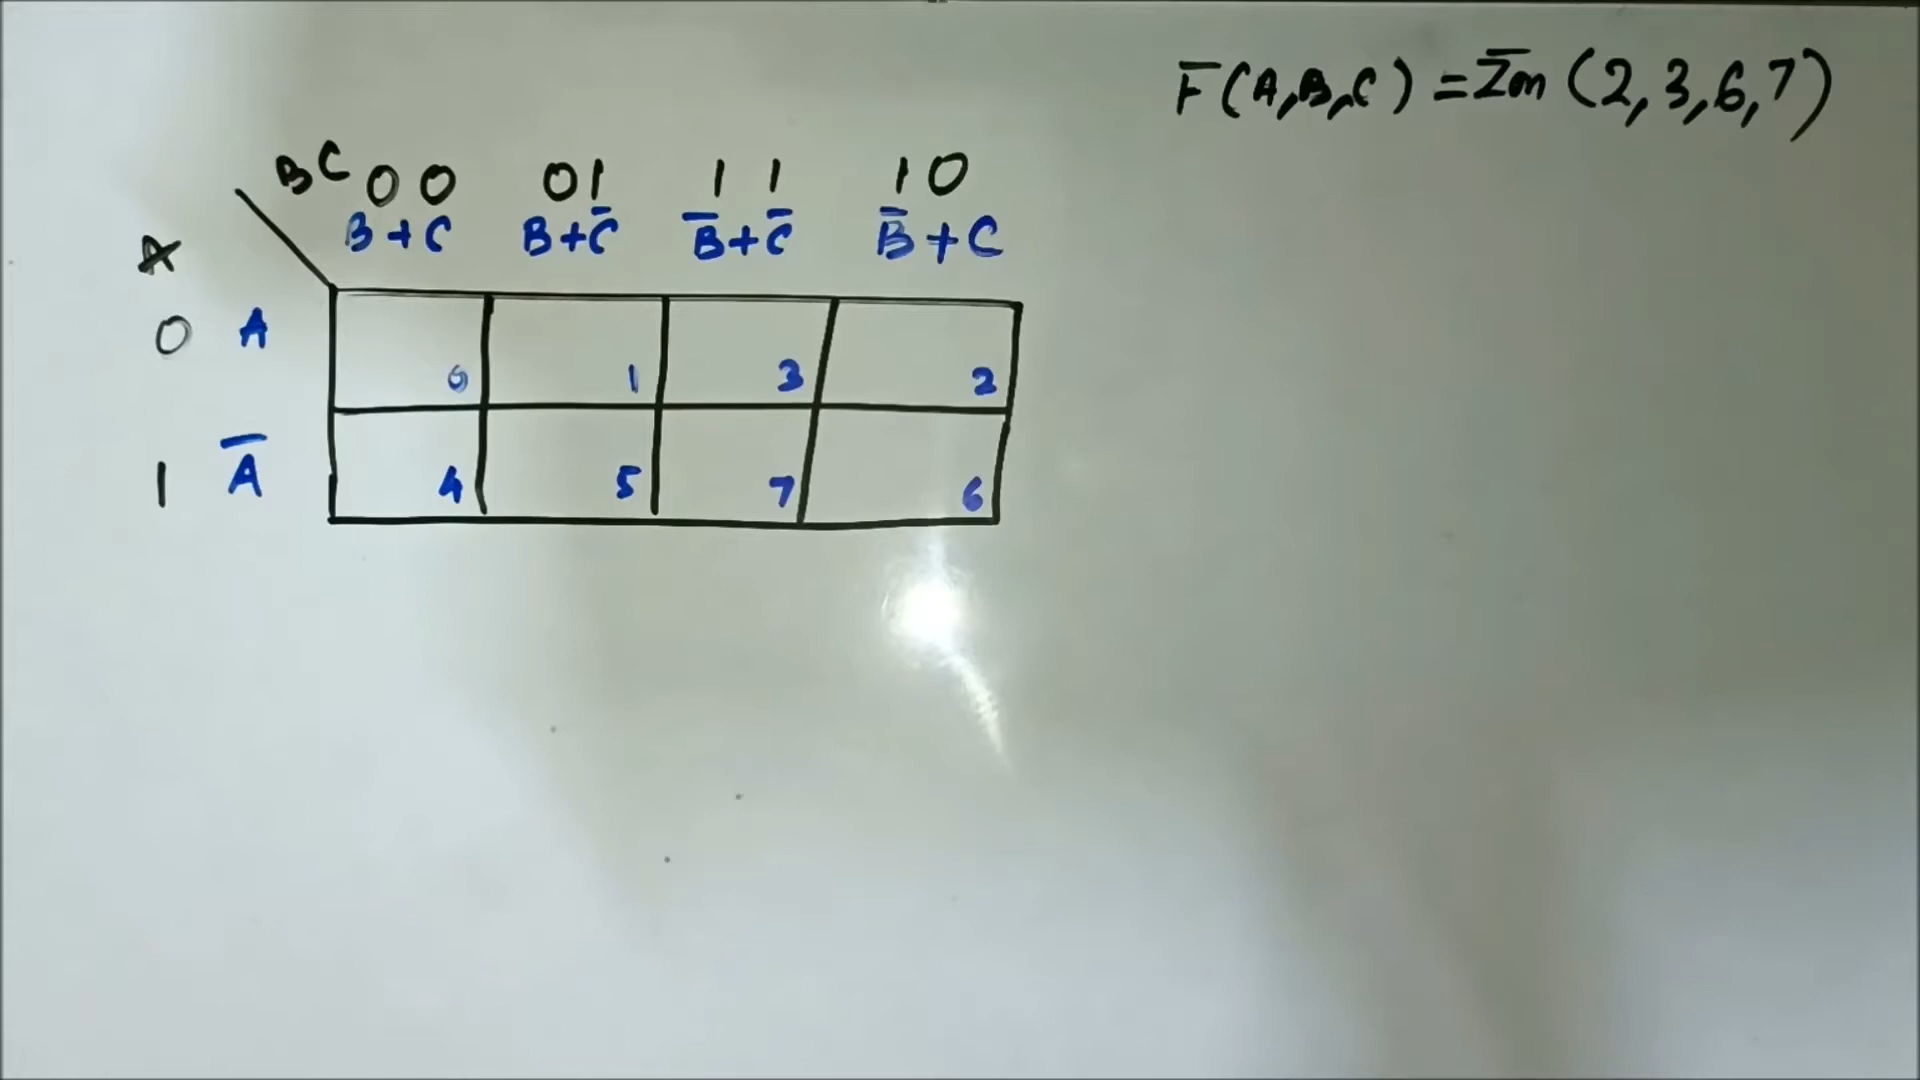 F(A,B,C) = Σm (2,3,6,7)
BC 00 01 11 10
B+C B+C̅ B̅+C̅ B̅+C
A
0 A
0 1 3 2
1 A̅
4 5 7 6